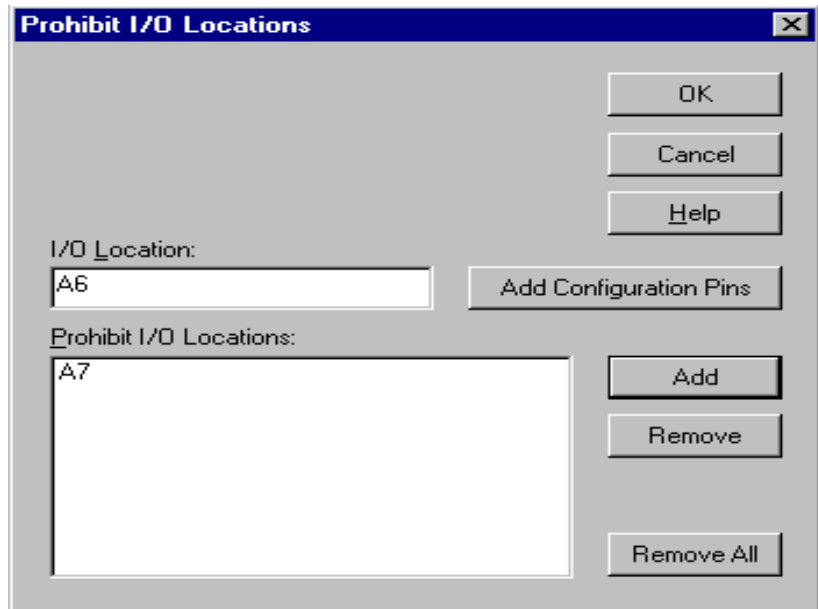 Prohibit I/O Locations
OK
Cancel
Help
I/O Location:
A6
Add Configuration Pins
Prohibit I/O Locations:
A7
Add
Remove
Remove All